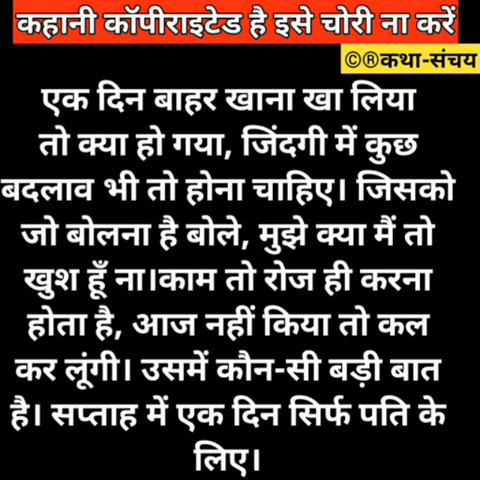 कहानी कॉपीराइटेड है इसे चोरी ना करें
©®कथा-संचय
एक दिन बाहर खाना खा लिया
तो क्या हो गया, जिंदगी में कुछ
बदलाव भी तो होना चाहिए। जिसको
जो बोलना है बोले, मुझे क्या मैं तो
खुश हूँ ना।काम तो रोज ही करना
होता है, आज नहीं किया तो कल
कर लूंगी। उसमें कौन-सी बड़ी बात
है। सप्ताह में एक दिन सिर्फ पति के
लिए।